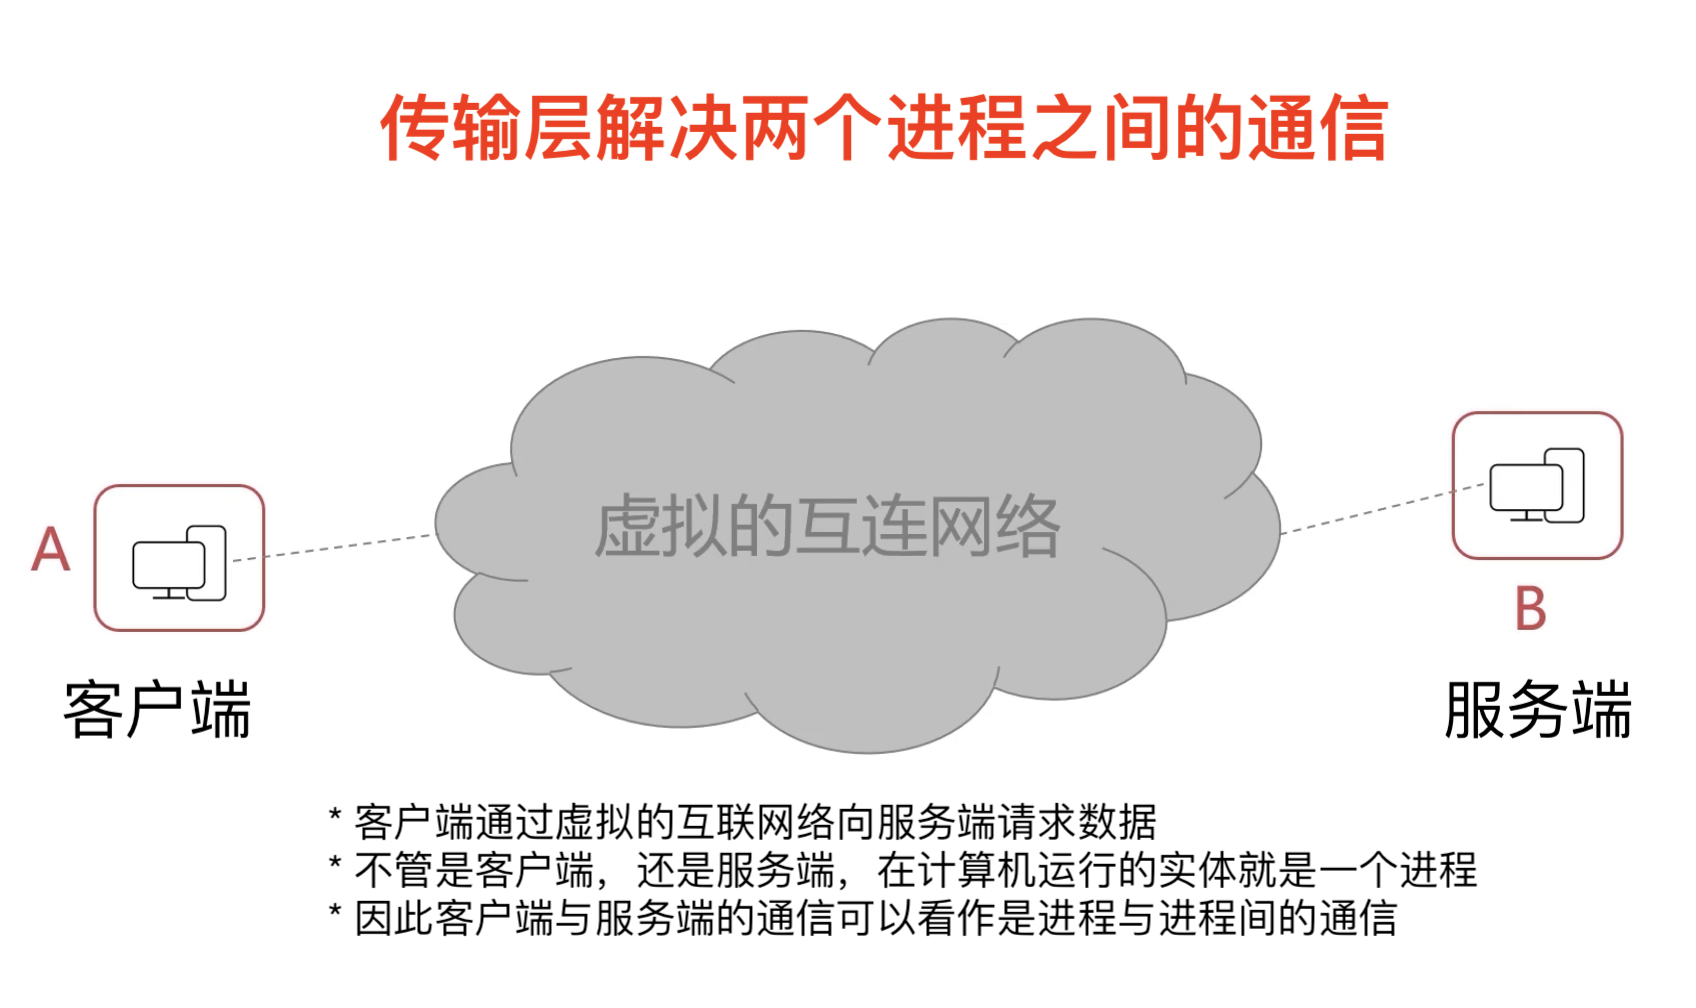 传输层解决两个进程之间的通信
虚拟的互连网络
A
B
客户端
服务端
* 客户端通过虚拟的互联网络向服务端请求数据
* 不管是客户端，还是服务端，在计算机运行的实体就是一个进程
* 因此客户端与服务端的通信可以看作是进程与进程间的通信